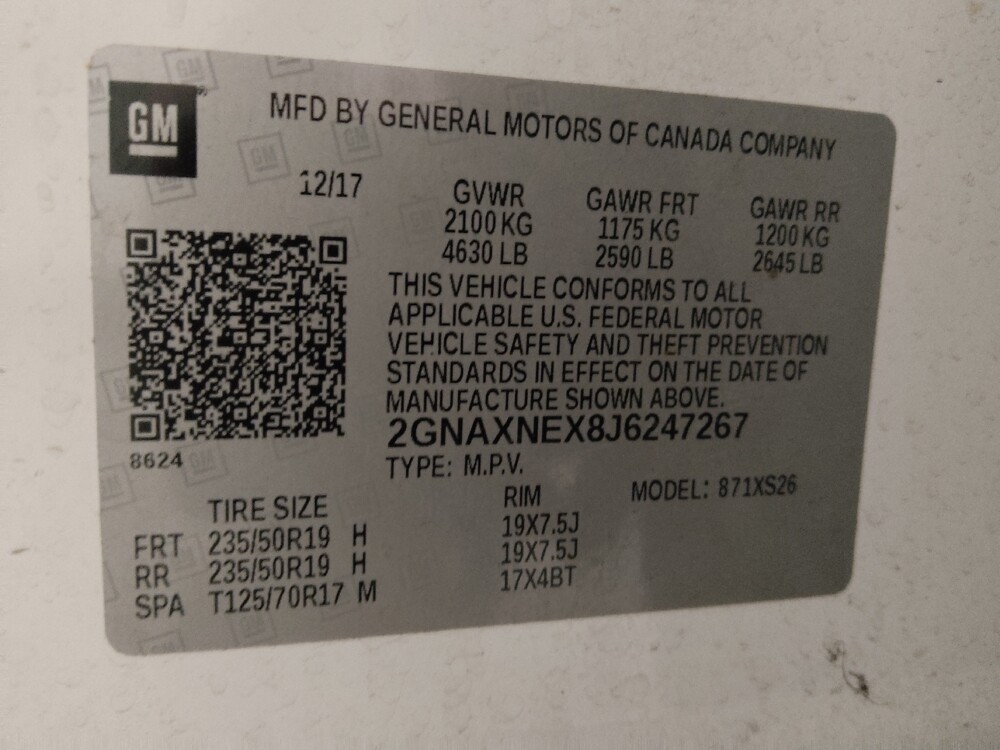 GM
MFD BY GENERAL MOTORS OF CANADA COMPANY
12/17
GVWR GAWR FRT GAWR RR
2100 KG 1175 KG 1200 KG
4630 LB 2590 LB 2645 LB
THIS VEHICLE CONFORMS TO ALL
APPLICABLE U.S. FEDERAL MOTOR
VEHICLE SAFETY AND THEFT PREVENTION
STANDARDS IN EFFECT ON THE DATE OF
MANUFACTURE SHOWN ABOVE.
2GNAXNEX8J6247267
8624
TYPE: M.P.V. MODEL: 871XS26
TIRE SIZE RIM
FRT 235/50R19 H 19X7.5J
RR 235/50R19 H 19X7.5J
SPA T125/70R17 M 17X4BT